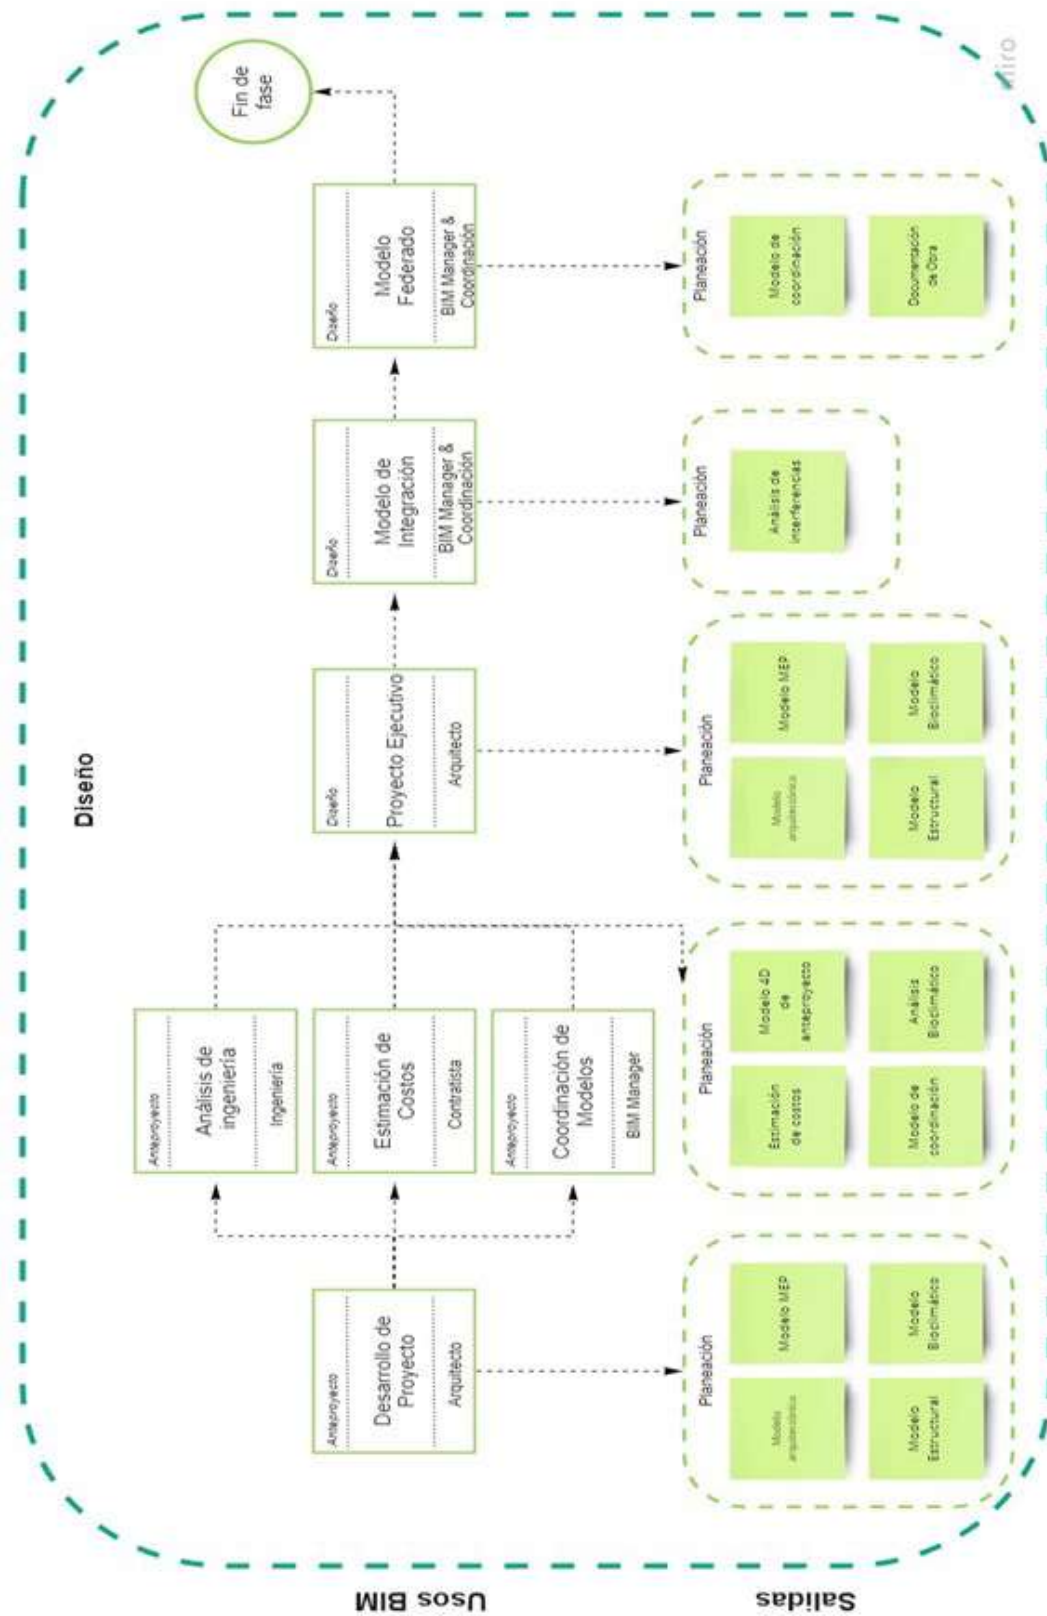 Diseño
Usos BIM
Anteproyecto
Desarrollo de
Proyecto
Arquitecto
Anteproyecto
Análisis de
ingeniería
Ingeniería
Anteproyecto
Estimación de
Costos
Contratista
Anteproyecto
Coordinación de
Modelos
BIM Manager
Diseño
Proyecto Ejecutivo
Arquitecto
Diseño
Modelo de
Integración
BIM Manager &
Coordinación
Diseño
Modelo
Federado
BIM Manager &
Coordinación
Fin de
fase
Salidas
Planeación
Modelo
arquitectónico
Modelo MEP
Modelo
Estructural
Modelo
Bioclimático
Planeación
Estimación
de costos
Modelo 4D
de
anteproyecto
Modelo de
coordinación
Análisis
Bioclimático
Planeación
Modelo
arquitectónico
Modelo MEP
Modelo
Estructural
Modelo
Bioclimático
Planeación
Análisis de
interferencias
Planeación
Modelo de
coordinación
Documentación
de Obra
miro